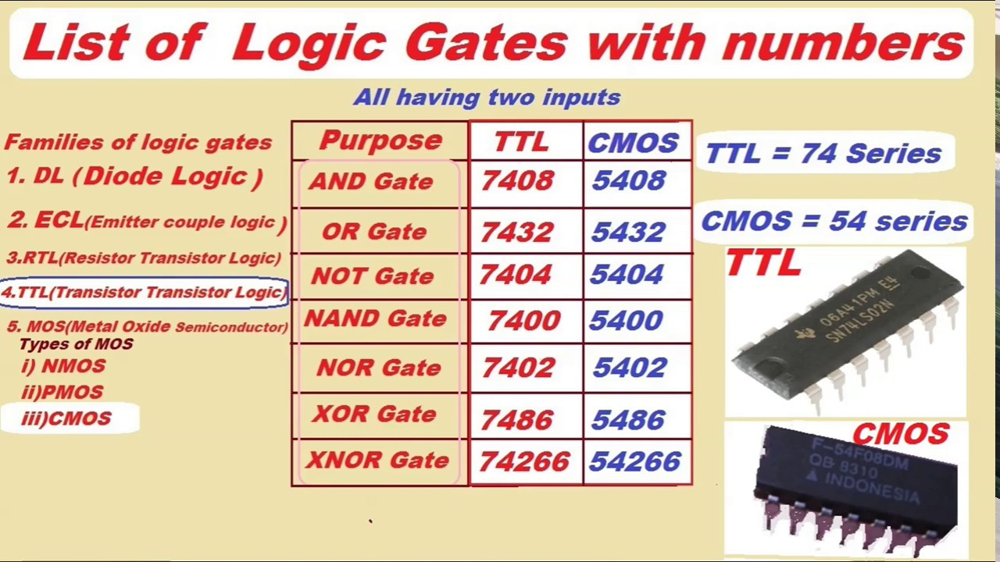 List of Logic Gates with numbers
All having two inputs
Families of logic gates
1. DL (Diode Logic)
2. ECL(Emitter couple logic)
3.RTL(Resistor Transistor Logic)
4.TTL(Transistor Transistor Logic)
5. MOS(Metal Oxide Semiconductor)
Types of MOS
i) NMOS
ii)PMOS
iii)CMOS
Purpose TTL CMOS
AND Gate 7408 5408
OR Gate 7432 5432
NOT Gate 7404 5404
NAND Gate 7400 5400
NOR Gate 7402 5402
XOR Gate 7486 5486
XNOR Gate 74266 54266
TTL = 74 Series
CMOS = 54 series
TTL
06A41PM E4
SN74LS02N
CMOS
F-54F08DM
QB 8310
INDONESIA